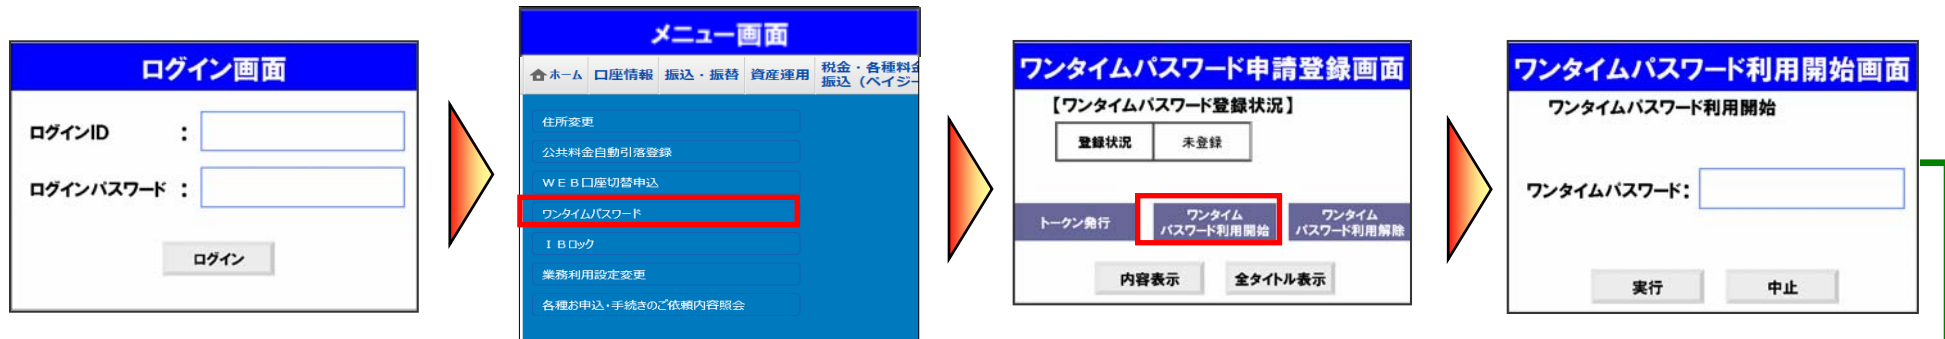 ログイン画面
ログインID :
ログインパスワード :
ログイン
メニュー画面
ホーム 口座情報 振込・振替 資産運用 税金・各種料金
振込(ペイジー
住所変更
公共料金自動引落登録
WEB口座切替申込
ワンタイムパスワード
IBロック
業務利用設定変更
各種お申込・手続きのご依頼内容照会
ワンタイムパスワード申請登録画面
【ワンタイムパスワード登録状況】
登録状況 未登録
トークン発行
ワンタイム
パスワード利用開始
ワンタイム
パスワード利用解除
内容表示 全タイトル表示
ワンタイムパスワード利用開始画面
ワンタイムパスワード利用開始
ワンタイムパスワード:
実行 中止